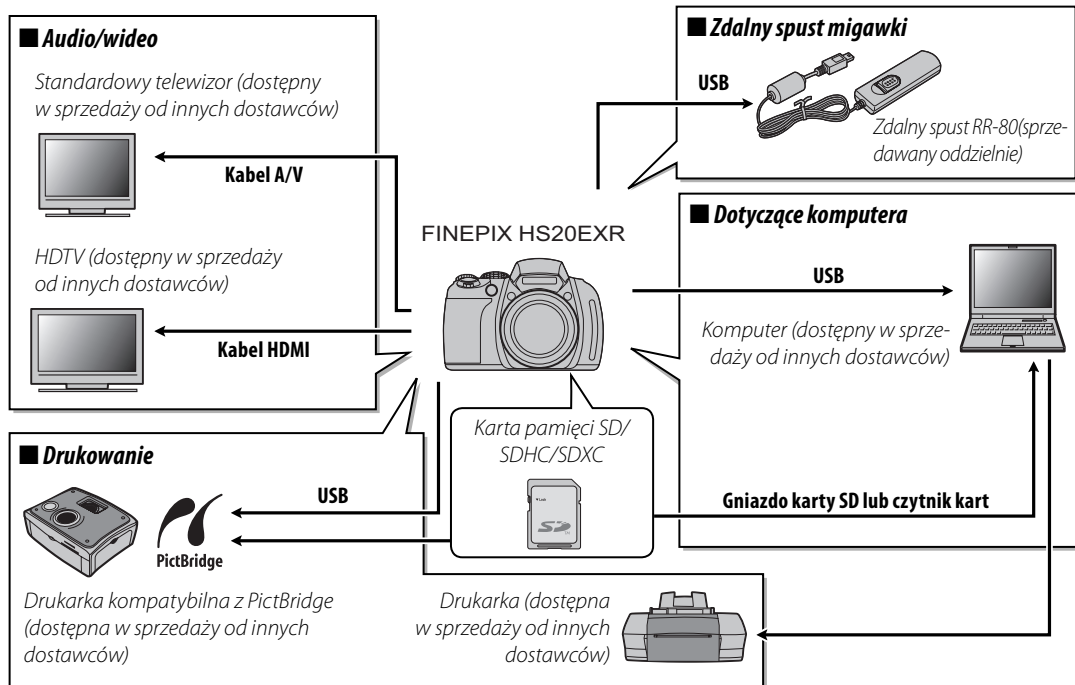 ■ Audio/wideo
Standardowy telewizor (dostępny
w sprzedaży od innych dostawców)
Kabel A/V
HDTV (dostępny w sprzedaży
od innych dostawców)
Kabel HDMI
■ Zdalny spust migawki
USB
Zdalny spust RR-80(sprze-
dawany oddzielnie)
FINEPIX HS20EXR
■ Dotyczące komputera
USB
Komputer (dostępny w sprze-
daży od innych dostawców)
Karta pamięci SD/
SDHC/SDXC
Lock
SD
Gniazdo karty SD lub czytnik kart
■ Drukowanie
USB
PictBridge
Drukarka kompatybilna z PictBridge
(dostępna w sprzedaży od innych
dostawców)
Drukarka (dostępna
w sprzedaży od innych
dostawców)